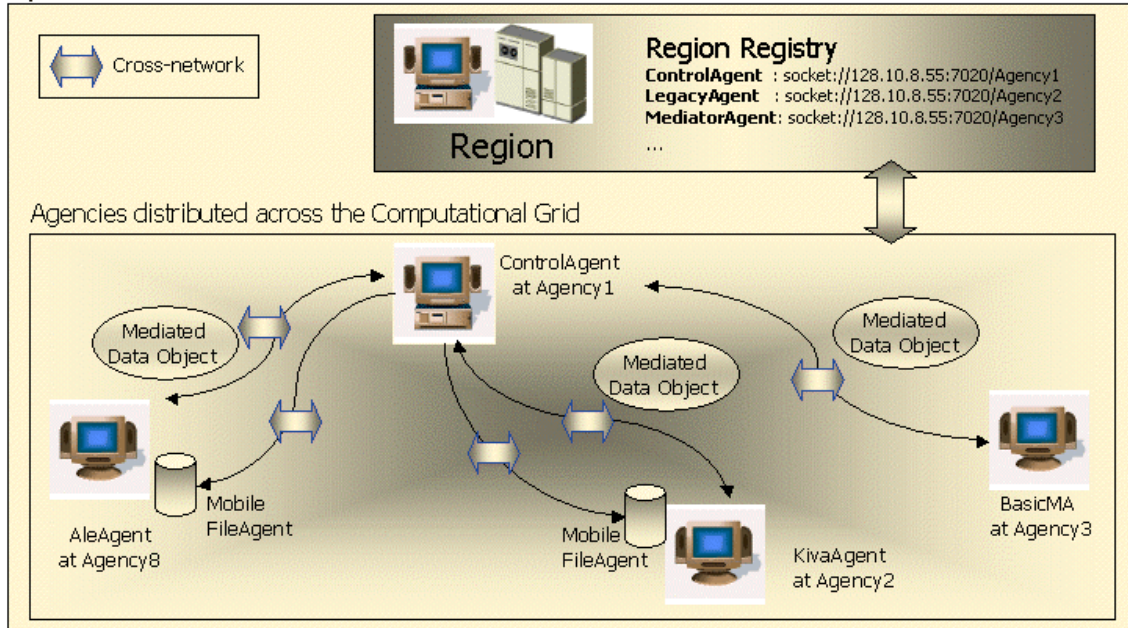 Cross-network
Region
Region Registry
ControlAgent : socket://128.10.8.55:7020/Agency1
LegacyAgent : socket://128.10.8.55:7020/Agency2
MediatorAgent: socket://128.10.8.55:7020/Agency3
...
Agencies distributed across the Computational Grid
ControlAgent
at Agency1
Mediated
Data Object
Mediated
Data Object
Mediated
Data Object
Mobile
FileAgent
AleAgent
at Agency8
Mobile
FileAgent
KivaAgent
at Agency2
BasicMA
at Agency3